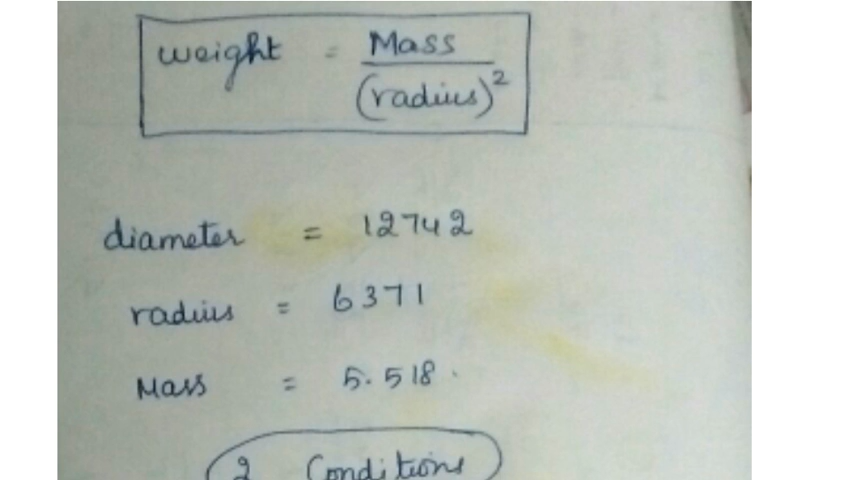 weight = Mass
(radius)²
diameter = 12742
radius = 6371
Mass = 5.518.
2 Conditions